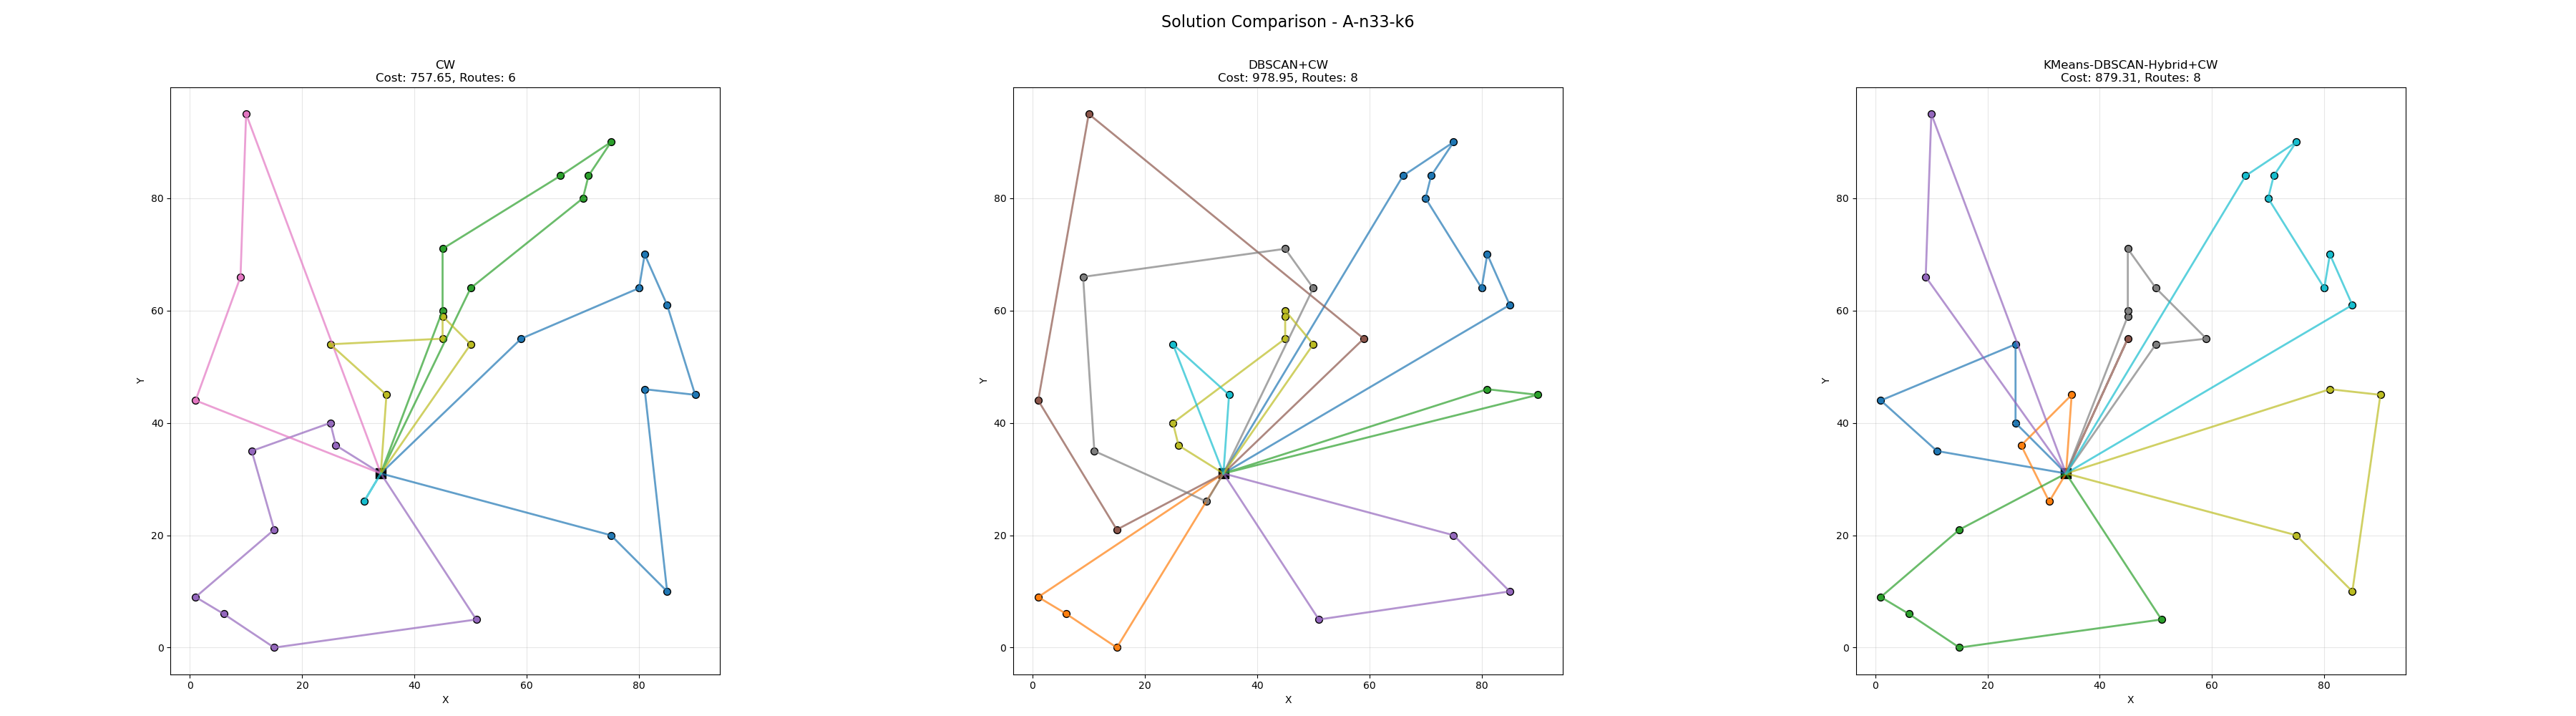 Solution Comparison - A-n33-k6
CW
Cost: 757.65, Routes: 6
80
60
40
20
0
Y
0 20 40 60 80
X
DBSCAN+CW
Cost: 978.95, Routes: 8
80
60
40
20
0
Y
0 20 40 60 80
X
KMeans-DBSCAN-Hybrid+CW
Cost: 879.31, Routes: 8
80
60
40
20
0
Y
0 20 40 60 80
X